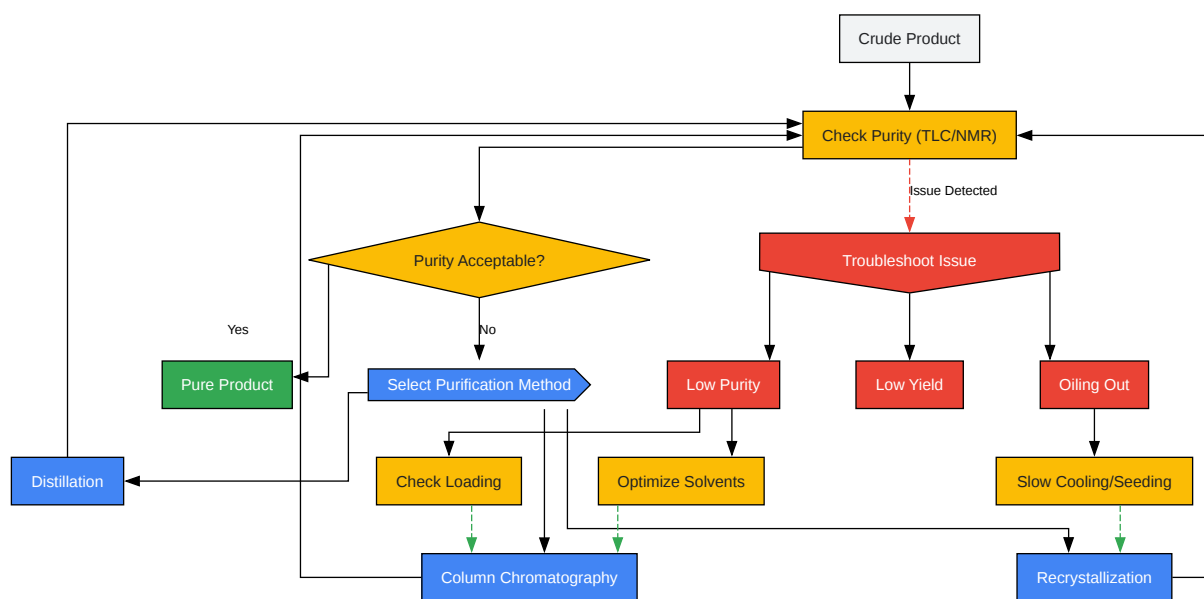 Crude Product
Check Purity (TLC/NMR)
Issue Detected
Purity Acceptable?
Troubleshoot Issue
Yes
No
Pure Product
Select Purification Method
Low Purity
Low Yield
Oiling Out
Distillation
Check Loading
Optimize Solvents
Slow Cooling/Seeding
Column Chromatography
Recrystallization